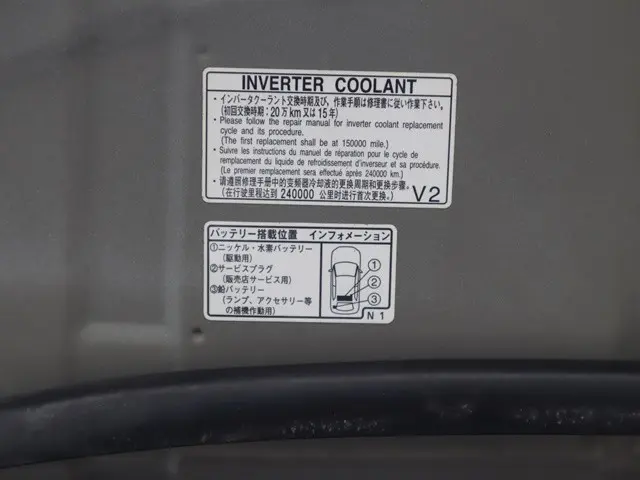 INVERTER COOLANT
・インバータクーラント交換時期及び、作業手順は修理書に従い作業下さい。
(初回交換時期：20万km又は15年)
・Please follow the repair manual for inverter coolant replacement
cycle and its procedure.
(The first replacement shall be at 150000 mile.)
・Suivre les instructions du manuel de réparation pour le cycle de
remplacement du liquide de refroidissement d'inverseur et sa procédure.
(Le premier remplacement sera effectué après 240000 km.)
・请遵照修理手册中的变频器冷却液的更换周期和更换步骤。
(在行驶里程达到 240000 公里时进行首次更换。)
V2
バッテリー搭載位置 インフォメーション
①ニッケル・水素バッテリー
(駆動用)
②サービスプラグ
(販売店サービス用)
③鉛バッテリー
(ランプ、アクセサリー等
の補機作動用)
①
②
③
N 1